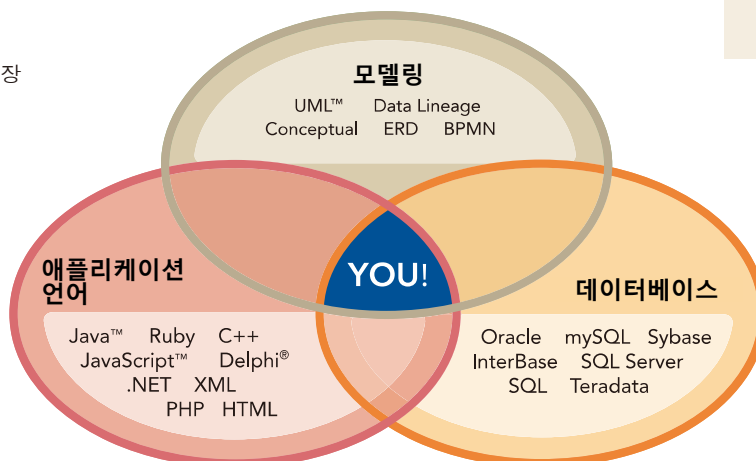 장
모델링
UML™ Data Lineage
Conceptual ERD BPMN
YOU!
애플리케이션
언어
Java™ Ruby C++
JavaScript™ Delphi®
.NET XML
PHP HTML
데이터베이스
Oracle mySQL Sybase
InterBase SQL Server
SQL Teradata